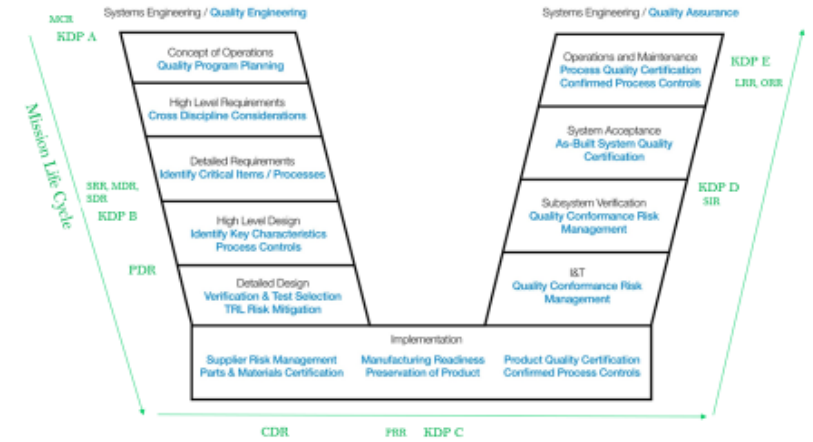 Systems Engineering / Quality Engineering
Systems Engineering / Quality Assurance
MCR
KDP A
Concept of Operations
Quality Program Planning
High Level Requirements
Cross Discipline Considerations
Detailed Requirements
Identify Critical Items / Processes
High Level Design
Identify Key Characteristics
Process Controls
Detailed Design
Verification & Test Selection
TRL Risk Mitigation
Mission Life Cycle
SRR, MDR,
SDR
KDP B
PDR
Implementation
Supplier Risk Management
Parts & Materials Certification
Manufacturing Readiness
Preservation of Product
Product Quality Certification
Confirmed Process Controls
CDR
PRR
KDP C
Operations and Maintenance
Process Quality Certification
Confirmed Process Controls
System Acceptance
As-Built System Quality
Certification
Subsystem Verification
Quality Conformance Risk
Management
I&T
Quality Conformance Risk
Management
KDP E
LRR, ORR
KDP D
SIR